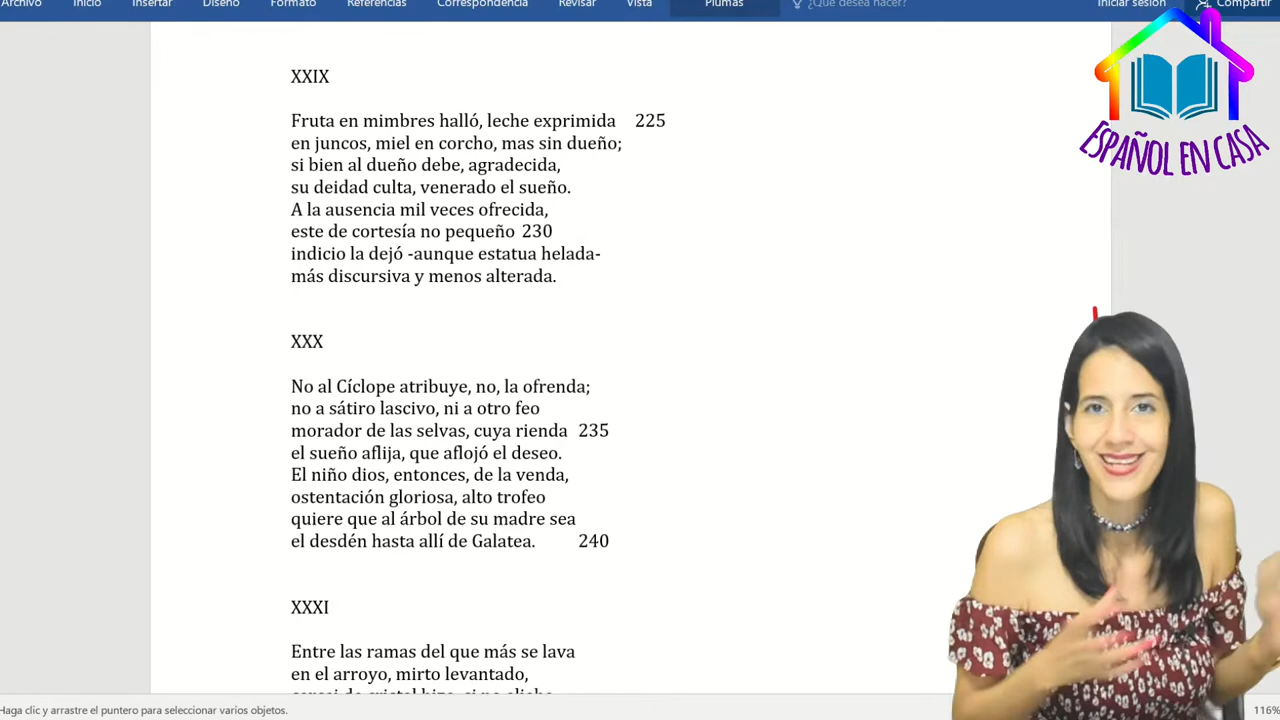 Archivo Inicio Insertar Diseño Formato Referencias Correspondencia Revisar Vista Plumas ¿Qué desea hacer? Iniciar sesión Compartir
ESPAÑOL EN CASA
XXIX
Fruta en mimbres halló, leche exprimida 225
en juncos, miel en corcho, mas sin dueño;
si bien al dueño debe, agradecida,
su deidad culta, venerado el sueño.
A la ausencia mil veces ofrecida,
este de cortesía no pequeño 230
indicio la dejó -aunque estatua helada-
más discursiva y menos alterada.
XXX
No al Cíclope atribuye, no, la ofrenda;
no a sátiro lascivo, ni a otro feo
morador de las selvas, cuya rienda 235
el sueño aflija, que aflojó el deseo.
El niño dios, entonces, de la venda,
ostentación gloriosa, alto trofeo
quiere que al árbol de su madre sea
el desdén hasta allí de Galatea. 240
XXXI
Entre las ramas del que más se lava
en el arroyo, mirto levantado,
Haga clic y arrastre el puntero para seleccionar varios objetos.
116%